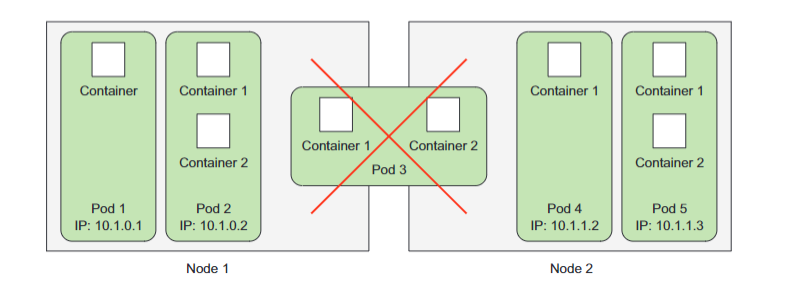 Container
Container 1
Container 2
Pod 1
IP: 10.1.0.1
Pod 2
IP: 10.1.0.2
Node 1
Container 1
Container 2
Pod 3
Container 1
Container 1
Container 2
Pod 4
IP: 10.1.1.2
Pod 5
IP: 10.1.1.3
Node 2